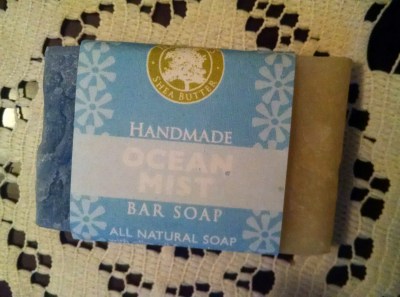 SHEA BUTTER
HANDMADE
OCEAN
MIST
BAR SOAP
ALL NATURAL SOAP